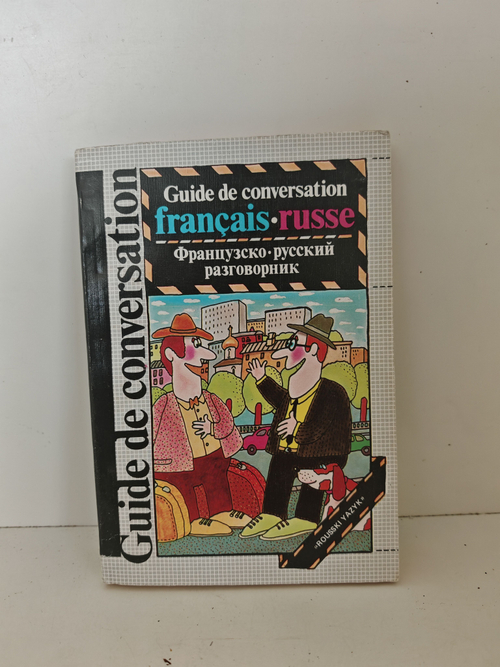 Guide de conversation
Guide de conversation
français·russe
Французско·русский
разговорник
«ROUSSKI YAZYK»